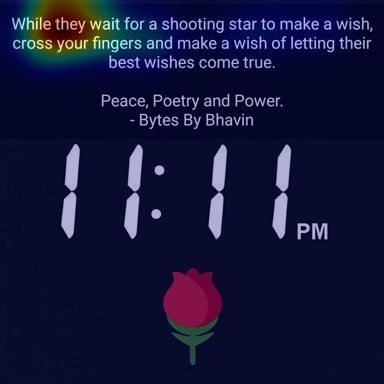 While they wait for a shooting star to make a wish,
cross your fingers and make a wish of letting their
best wishes come true.
Peace, Poetry and Power.
- Bytes By Bhavin
11:11 PM